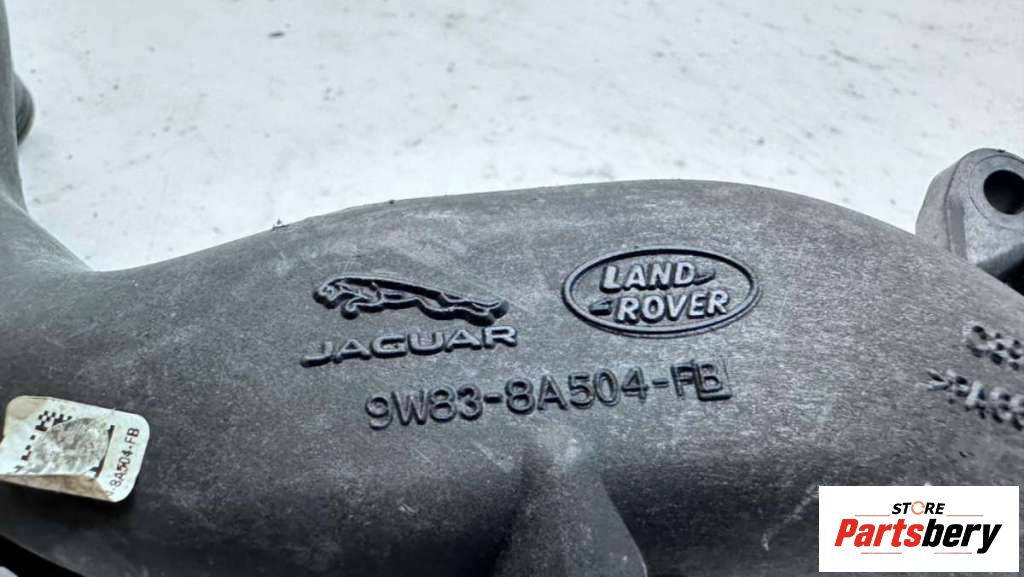 LAND
ROVER
JAGUAR
9W83-8A504-FB
-8A504-FB
STORE
Partsbery